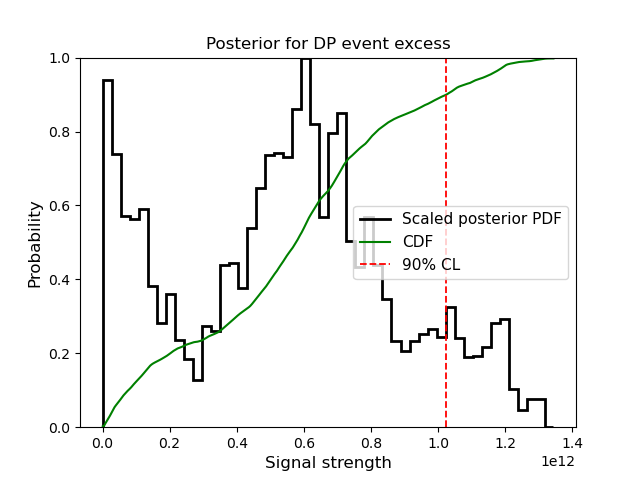 Posterior for DP event excess
Probability
1.0
0.8
0.6
0.4
0.2
0.0
Scaled posterior PDF
CDF
90% CL
0.0 0.2 0.4 0.6 0.8 1.0 1.2 1.4
1e12
Signal strength